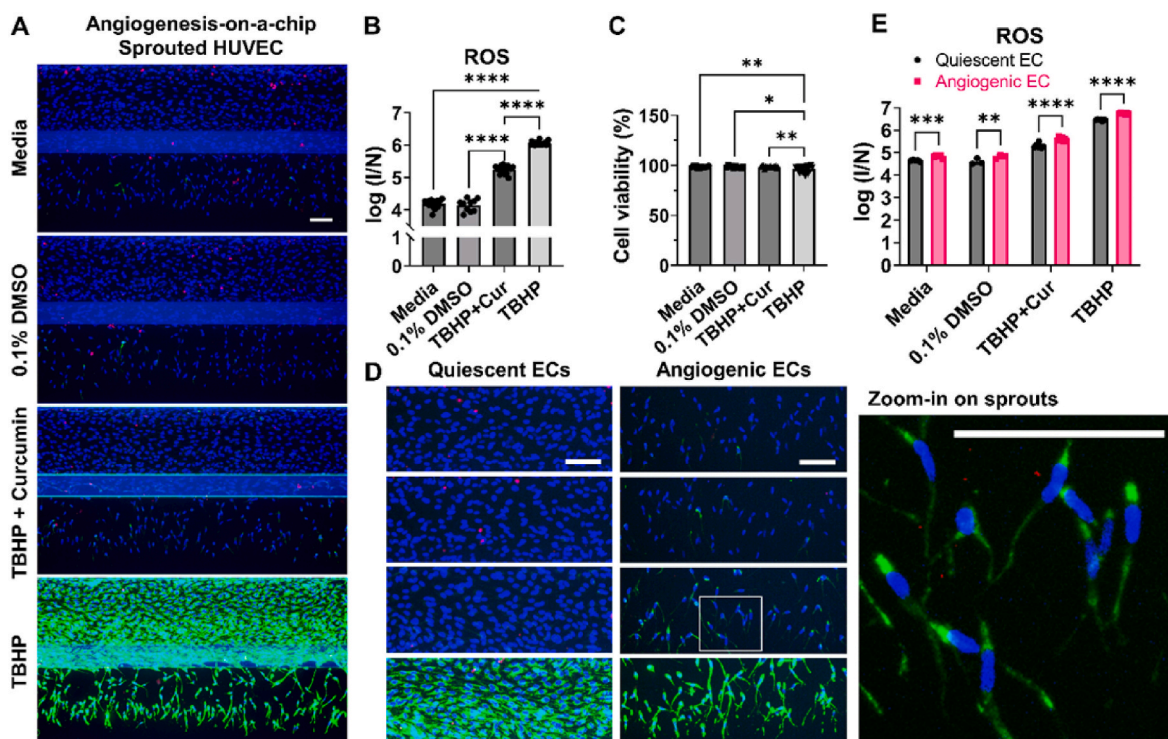 A
Angiogenesis-on-a-chip
Sprouted HUVEC
Media
0.1% DMSO
TBHP + Curcumin
TBHP
B
ROS
****
****
****
log (I/N)
7
6
5
4
1
0
Media
0.1% DMSO
TBHP+Cur
TBHP
C
**
*
**
Cell viability (%)
150
100
50
0
Media
0.1% DMSO
TBHP+Cur
TBHP
E
ROS
Quiescent EC
Angiogenic EC
***
**
****
****
log (I/N)
7
6
5
4
3
2
1
0
Media
0.1% DMSO
TBHP+Cur
TBHP
D
Quiescent ECs
Angiogenic ECs
Zoom-in on sprouts